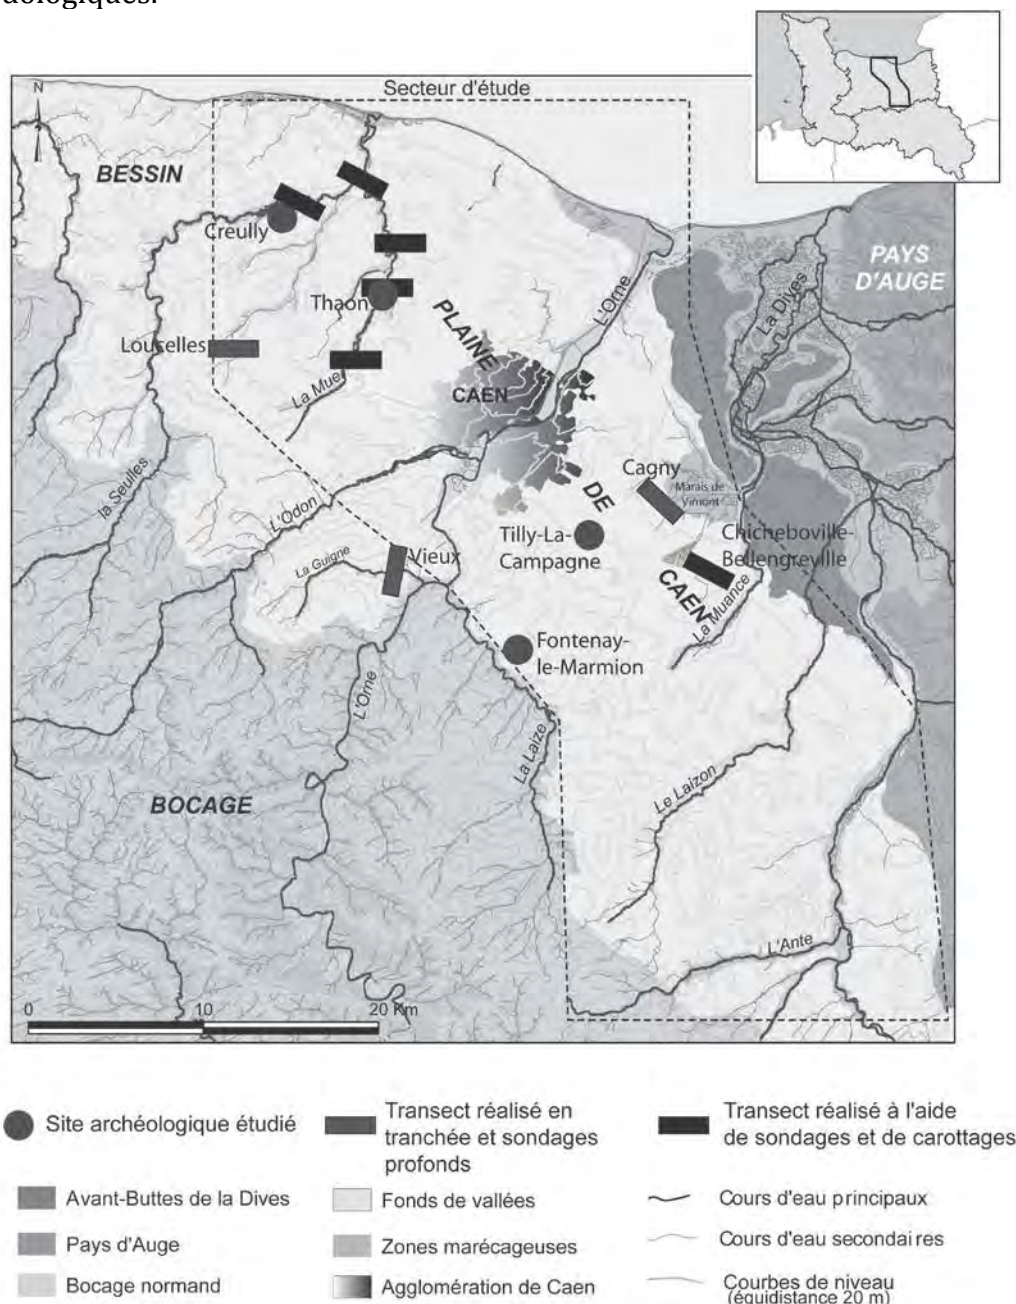 Secteur d'étude
N
BESSIN
Creully
Thaon
Loucelles
La Mue
PLAINE
CAEN
L'Orne
La Dives
PAYS
D'AUGE
la Seulles
L'Odon
La Guigne
Vieux
Cagny
Marais de
Vimont
DE
Tilly-La-
Campagne
Chicheboville-
Bellengreville
CAEN
La Muance
Fontenay-
le-Marmion
L'Orne
La Laize
Le Laizon
BOCAGE
L'Ante
0 10 20 Km
Site archéologique étudié
Transect réalisé en
tranchée et sondages
profonds
Transect réalisé à l'aide
de sondages et de carottages
Avant-Buttes de la Dives
Fonds de vallées
Cours d'eau principaux
Pays d'Auge
Zones marécageuses
Cours d'eau secondaires
Bocage normand
Agglomération de Caen
Courbes de niveau
(équidistance 20 m)